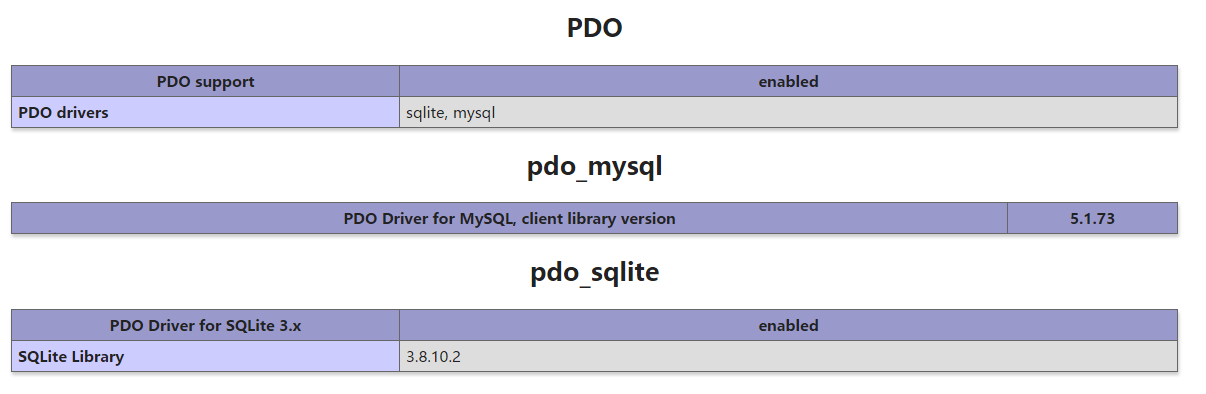 PDO
PDO support enabled
PDO drivers sqlite, mysql
pdo_mysql
PDO Driver for MySQL, client library version 5.1.73
pdo_sqlite
PDO Driver for SQLite 3.x enabled
SQLite Library 3.8.10.2